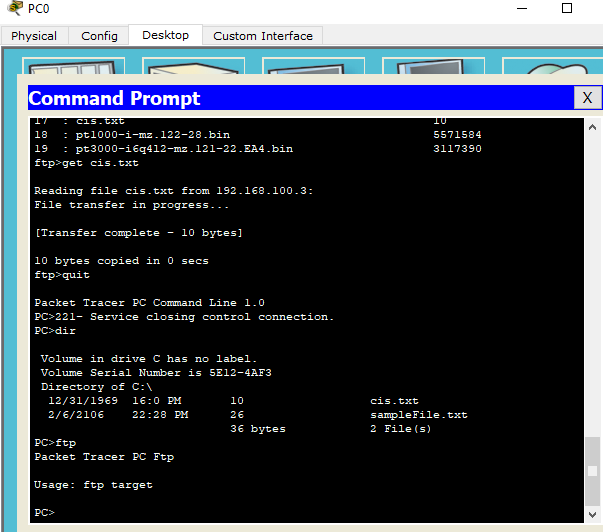 PC0
Physical Config Desktop Custom Interface
Command Prompt X
17 : cis.txt 10
18 : pt1000-i-mz.122-28.bin 5571584
19 : pt3000-i6q4l2-mz.121-22.EA4.bin 3117390
ftp>get cis.txt
Reading file cis.txt from 192.168.100.3:
File transfer in progress...
[Transfer complete - 10 bytes]
10 bytes copied in 0 secs
ftp>quit
Packet Tracer PC Command Line 1.0
PC>221- Service closing control connection.
PC>dir
Volume in drive C has no label.
Volume Serial Number is 5E12-4AF3
Directory of C:\
12/31/1969 16:0 PM 10 cis.txt
2/6/2106 22:28 PM 26 sampleFile.txt
36 bytes 2 File(s)
PC>ftp
Packet Tracer PC Ftp
Usage: ftp target
PC>